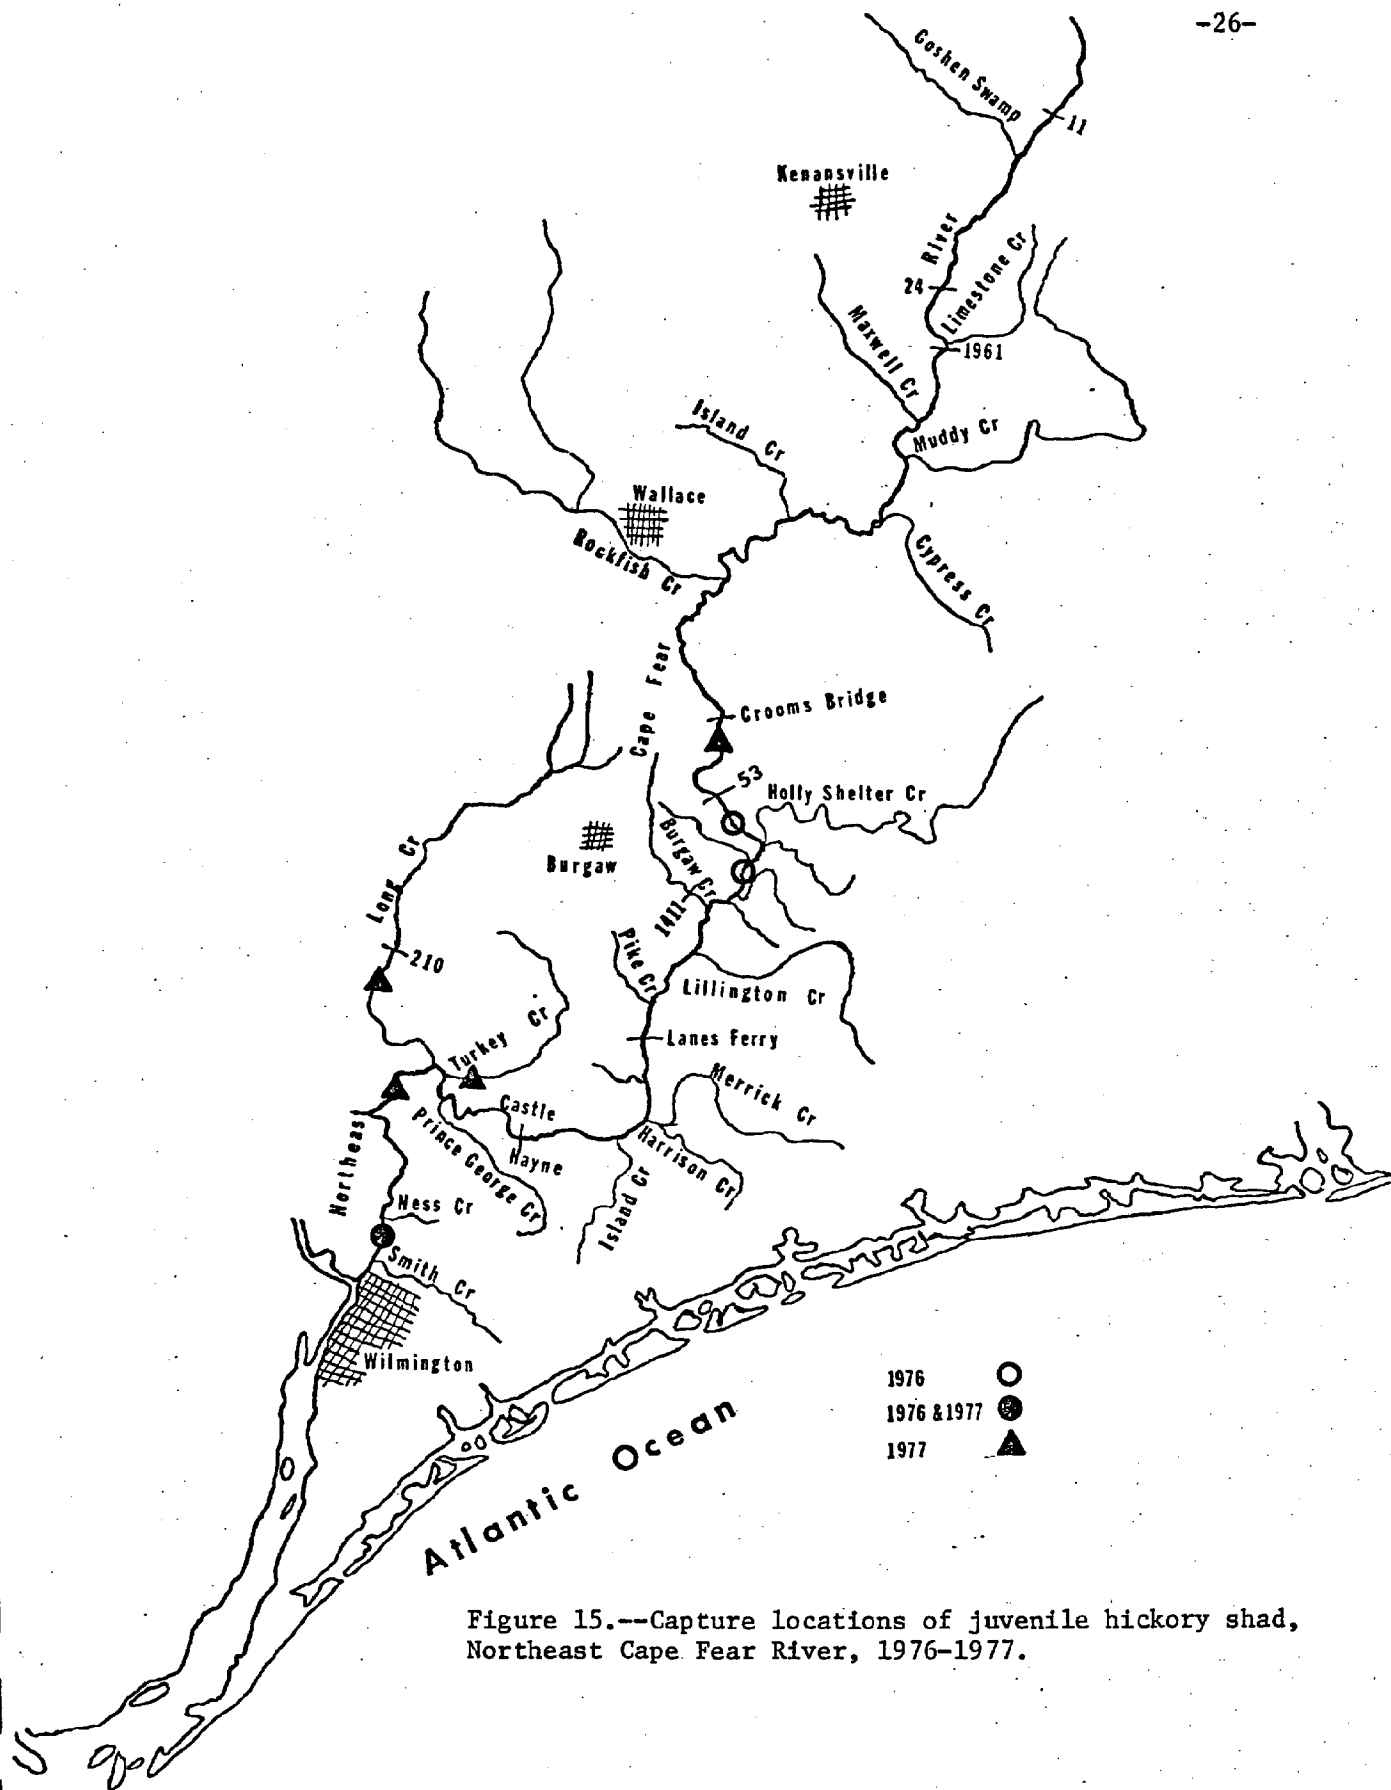 -26-
Goshen Swamp
11
Kenansville
River
24
Limestone Cr
Maxwell Cr
1961
Island Cr
Muddy Cr
Wallace
Rockfish Cr
Cypress Cr
Cape Fear
Crooms Bridge
53
Holly Shelter Cr
Burgaw
Burgaw Cr
Long Cr
1411
210
Pike Cr
Lillington Cr
Turkey Cr
Lanes Ferry
Merrick Cr
Castle
Hayne
Prince George Cr
Harrison Cr
Island Cr
Northeast
Ness Cr
Smith Cr
Wilmington
1976
1976 &1977
1977
Atlantic Ocean
Figure 15.--Capture locations of juvenile hickory shad,
Northeast Cape Fear River, 1976-1977.